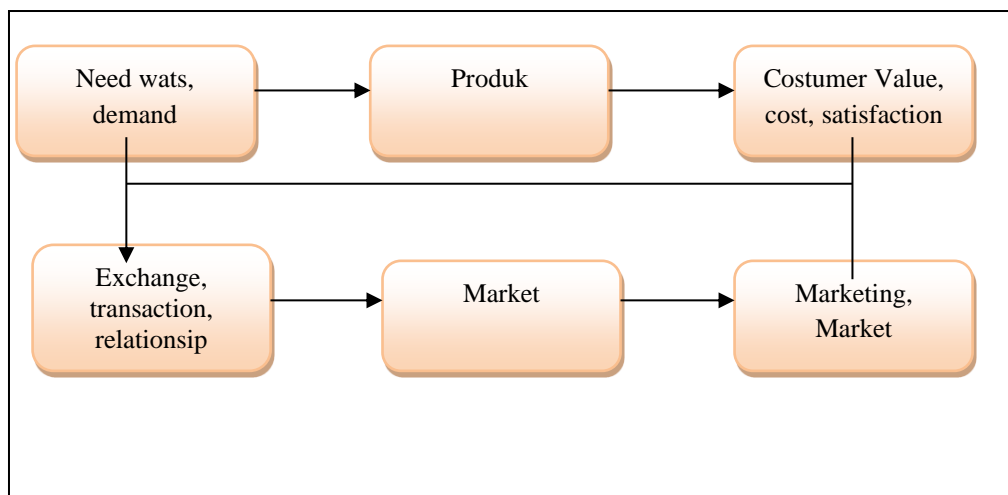 Need wats,
demand
Produk
Costumer Value,
cost, satisfaction
Exchange,
transaction,
relationsip
Market
Marketing,
Market